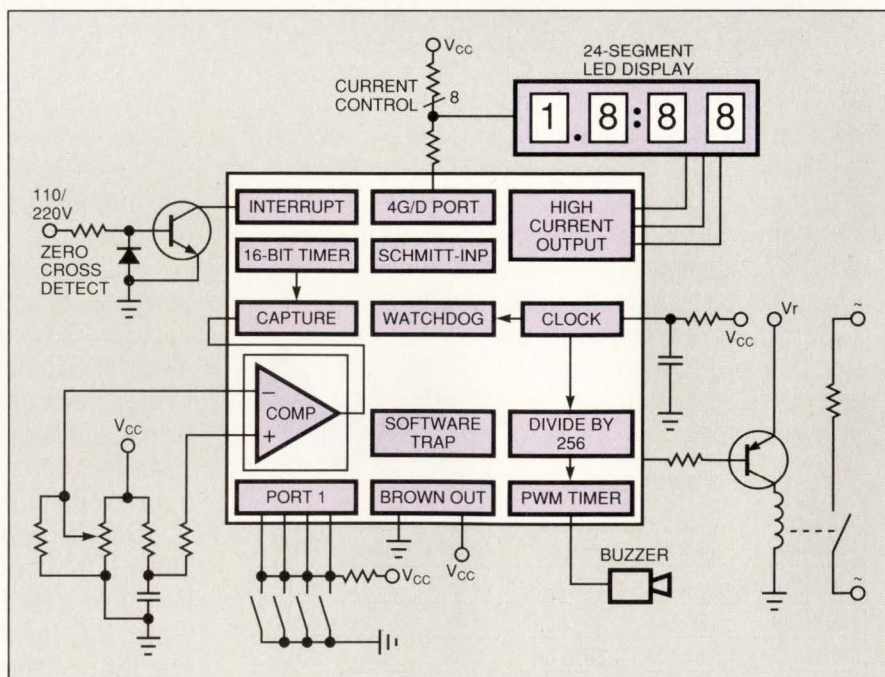 VCC
CURRENT
CONTROL
8
24-SEGMENT
LED DISPLAY
1.8:8 8
110/
220V
ZERO
CROSS
DETECT
INTERRUPT
4G/D PORT
HIGH
CURRENT
OUTPUT
16-BIT TIMER
SCHMITT-INP
CAPTURE
WATCHDOG
CLOCK
VCC
Vr
~
−
COMP
+
VCC
SOFTWARE
TRAP
DIVIDE BY
256
PORT 1
BROWN OUT
PWM TIMER
VCC
VCC
BUZZER
~